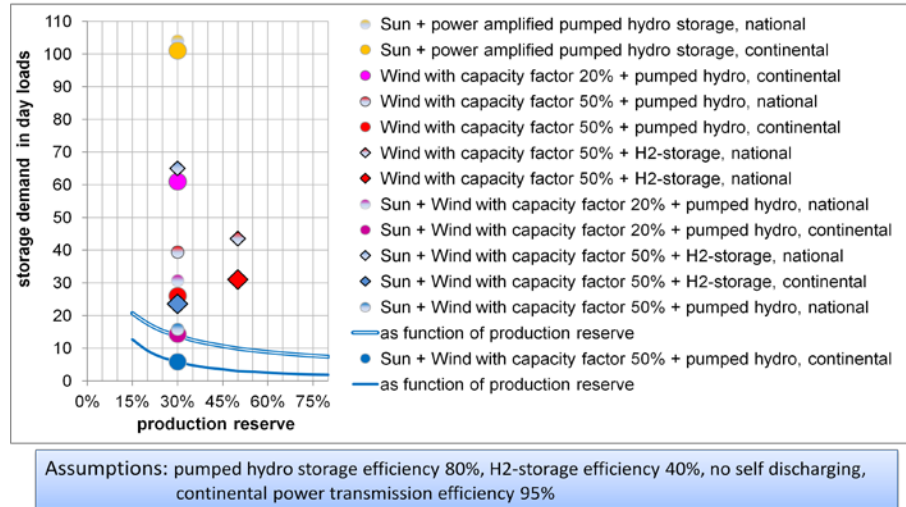 storage demand in day loads
110
100
90
80
70
60
50
40
30
20
10
0
0%
15%
30%
45%
60%
75%
production reserve
Sun + power amplified pumped hydro storage, national
Sun + power amplified pumped hydro storage, continental
Wind with capacity factor 20% + pumped hydro, continental
Wind with capacity factor 50% + pumped hydro, national
Wind with capacity factor 50% + pumped hydro, continental
Wind with capacity factor 50% + H2-storage, national
Wind with capacity factor 50% + H2-storage, national
Sun + Wind with capacity factor 20% + pumped hydro, national
Sun + Wind with capacity factor 20% + pumped hydro, continental
Sun + Wind with capacity factor 50% + H2-storage, national
Sun + Wind with capacity factor 50% + H2-storage, continental
Sun + Wind with capacity factor 50% + pumped hydro, national
as function of production reserve
Sun + Wind with capacity factor 50% + pumped hydro, continental
as function of production reserve
Assumptions: pumped hydro storage efficiency 80%, H2-storage efficiency 40%, no self discharging,
continental power transmission efficiency 95%